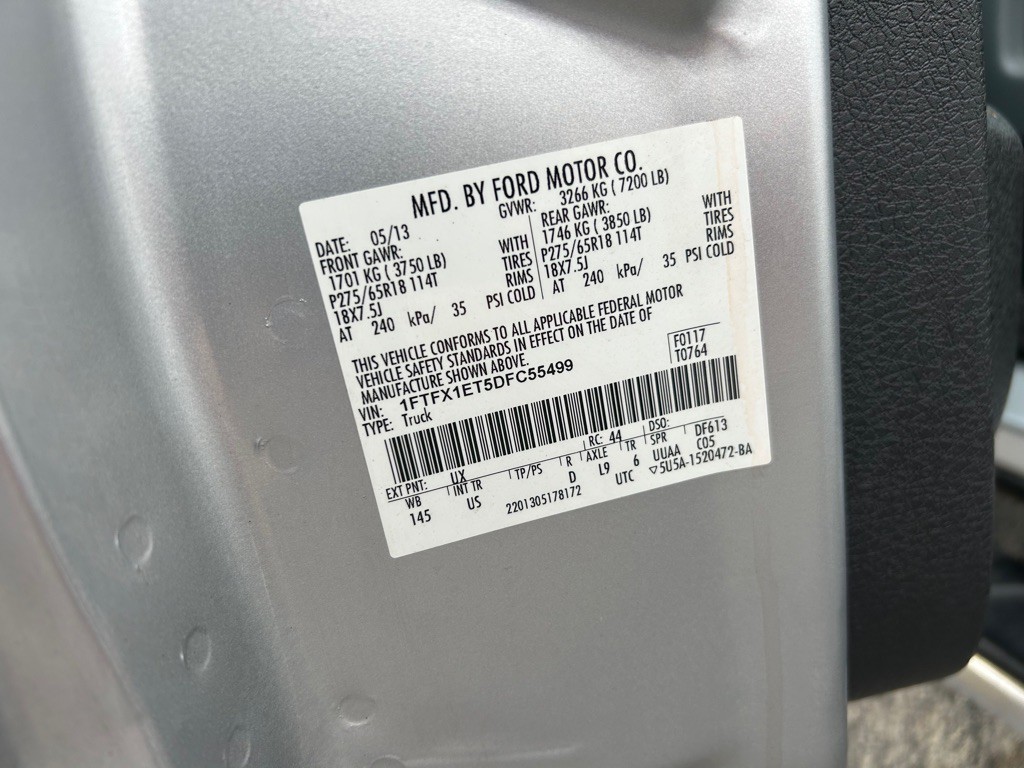 MFD. BY FORD MOTOR CO.
DATE: 05/13 GVWR: 3266 KG ( 7200 LB)
FRONT GAWR: REAR GAWR:
1701 KG ( 3750 LB) WITH 1746 KG ( 3850 LB) WITH
P275/65R18 114T TIRES P275/65R18 114T TIRES
18X7.5J RIMS 18X7.5J RIMS
AT 240 kPa/ 35 PSI COLD AT 240 kPa/ 35 PSI COLD
THIS VEHICLE CONFORMS TO ALL APPLICABLE FEDERAL MOTOR
VEHICLE SAFETY STANDARDS IN EFFECT ON THE DATE OF
MANUFACTURE SHOWN ABOVE.
F0117
T0764
VIN: 1FTFX1ET5DFC55499
TYPE: Truck
EXT PNT: UX RC: 44 DSO: DF613
WB INT TR TP/PS R AXLE TR SPR C05
145 US D L9 6 UUAA
2201305178172 UTC ▽5U5A-1520472-BA